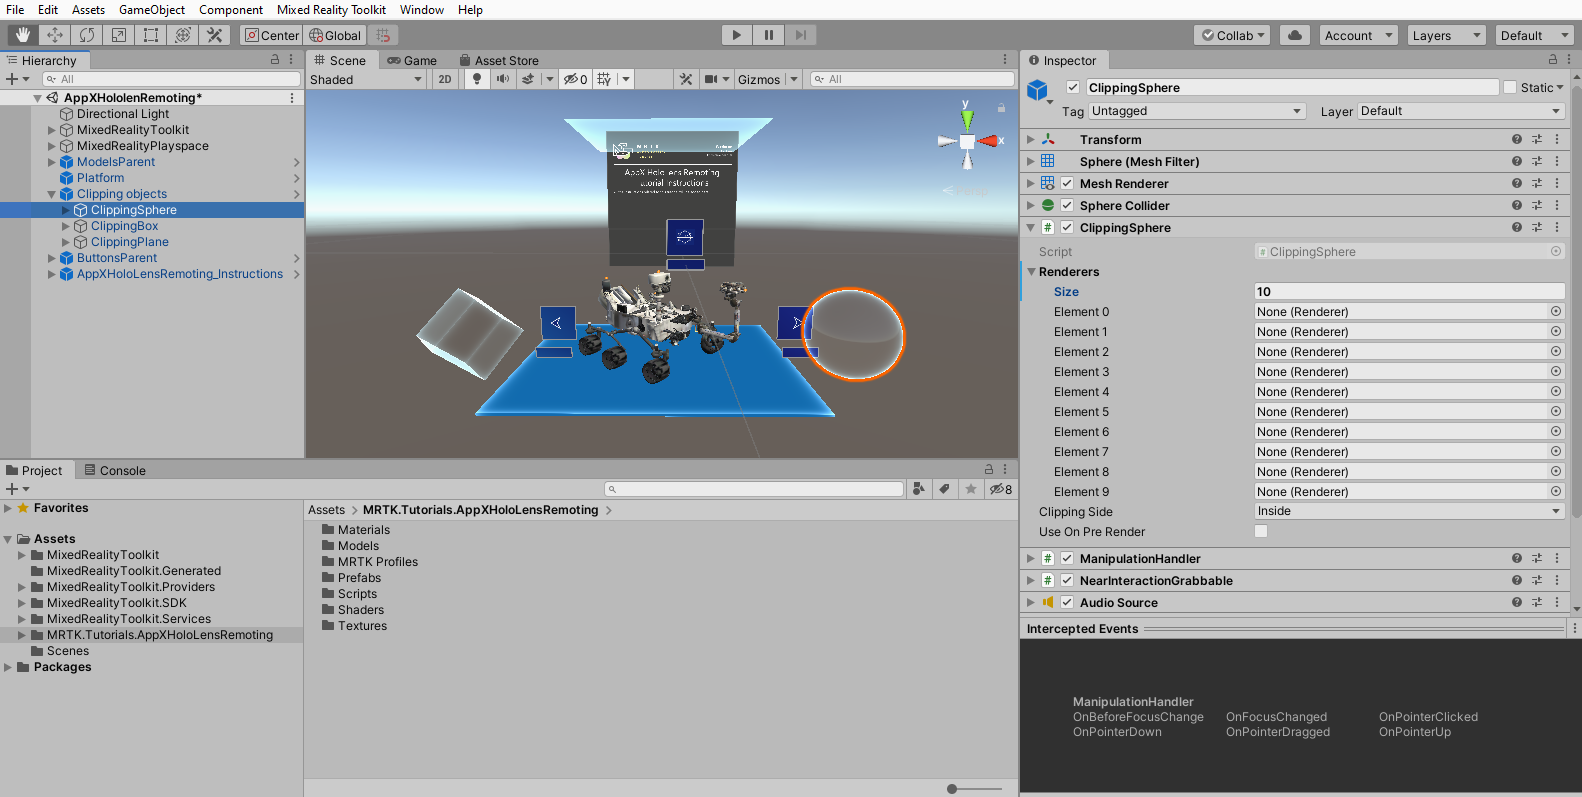 File Edit Assets GameObject Component Mixed Reality Toolkit Window Help
Center Global Collab Account Layers Default
Hierarchy
All
AppXHololenRemoting*
Directional Light
MixedRealityToolkit
MixedRealityPlayspace
ModelsParent
Platform
Clipping objects
ClippingSphere
ClippingBox
ClippingPlane
ButtonsParent
AppXHoloLensRemoting_Instructions
Scene Game Asset Store
Shaded 2D 0 Gizmos All
M R T K
AppX HoloLens Remoting
utorial Instructions
y
x
Inspector
ClippingSphere Static
Tag Untagged Layer Default
Transform
Sphere (Mesh Filter)
Mesh Renderer
Sphere Collider
ClippingSphere
Script ClippingSphere
Renderers
Size 10
Element 0 None (Renderer)
Element 1 None (Renderer)
Element 2 None (Renderer)
Element 3 None (Renderer)
Element 4 None (Renderer)
Element 5 None (Renderer)
Element 6 None (Renderer)
Element 7 None (Renderer)
Element 8 None (Renderer)
Element 9 None (Renderer)
Clipping Side Inside
Use On Pre Render
ManipulationHandler
NearInteractionGrabbable
Audio Source
Intercepted Events
ManipulationHandler
OnBeforeFocusChange OnFocusChanged OnPointerClicked
OnPointerDown OnPointerDragged OnPointerUp
Project Console
8
Favorites
Assets
MixedRealityToolkit
MixedRealityToolkit.Generated
MixedRealityToolkit.Providers
MixedRealityToolkit.SDK
MixedRealityToolkit.Services
MRTK.Tutorials.AppXHoloLensRemoting
Scenes
Packages
Assets > MRTK.Tutorials.AppXHoloLensRemoting >
Materials
Models
MRTK Profiles
Prefabs
Scripts
Shaders
Textures